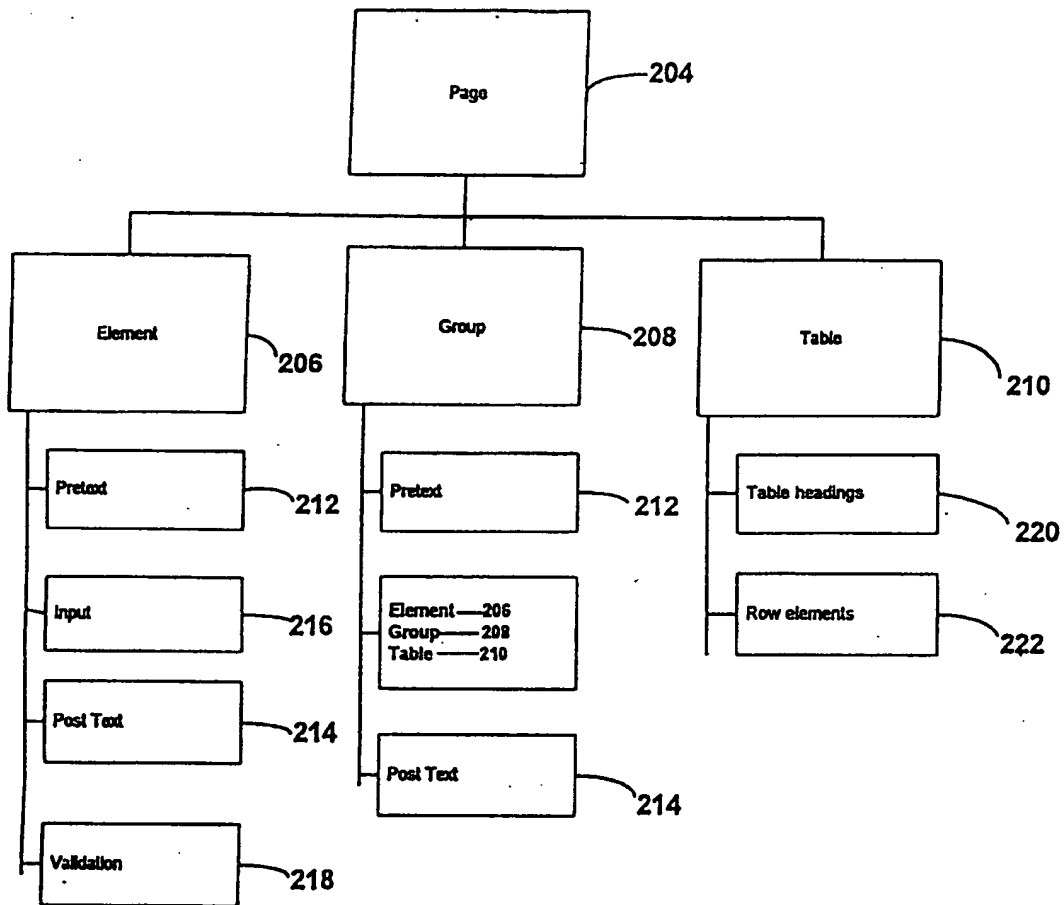 Page
204
Element
206
Group
208
Table
210
Pretext
212
Pretext
212
Table headings
220
Input
216
Element 206
Group 208
Table 210
Row elements
222
Post Text
214
Post Text
214
Validation
218